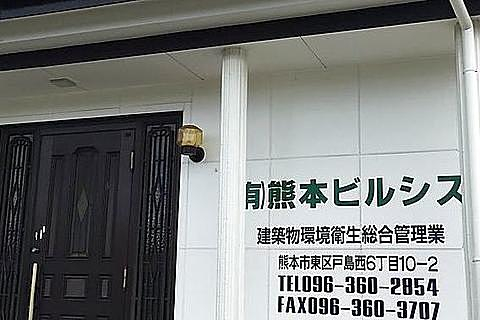 有)熊本ビルシス
建築物環境衛生総合管理業
熊本市東区戸島西6丁目10-2
TEL096-360-2854
FAX096-360-3707